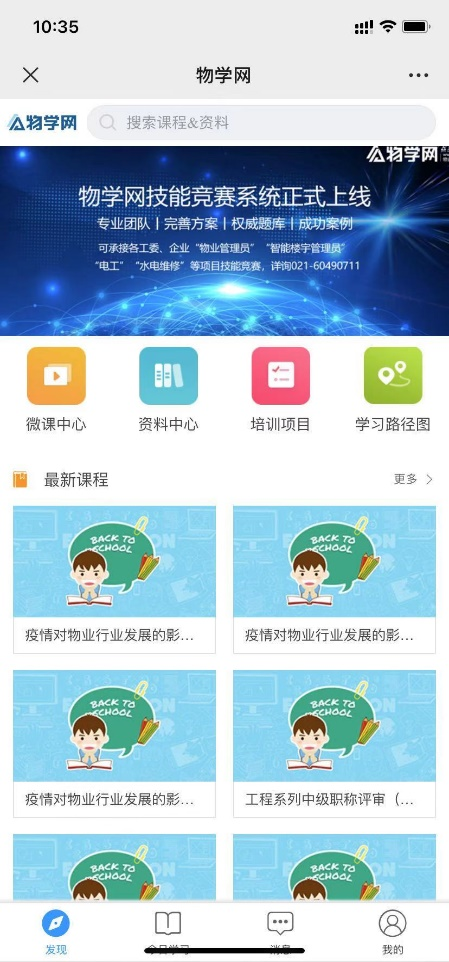 10:35
物学网
物学网
搜索课程&资料
物学网
物学网技能竞赛系统正式上线
专业团队丨完善方案丨权威题库丨成功案例
可承接各工委、企业“物业管理员” “智能楼宇管理员”
“电工” “水电维修”等项目技能竞赛，详询021-60490711
微课中心
资料中心
培训项目
学习路径图
最新课程
更多
BACK TO
SCHOOL
BACK TO
SCHOOL
疫情对物业行业发展的影...
疫情对物业行业发展的影...
BACK TO
SCHOOL
BACK TO
SCHOOL
疫情对物业行业发展的影...
工程系列中级职称评审（...
BACK TO
SCHOOL
BACK TO
SCHOOL
发现
消息
我的